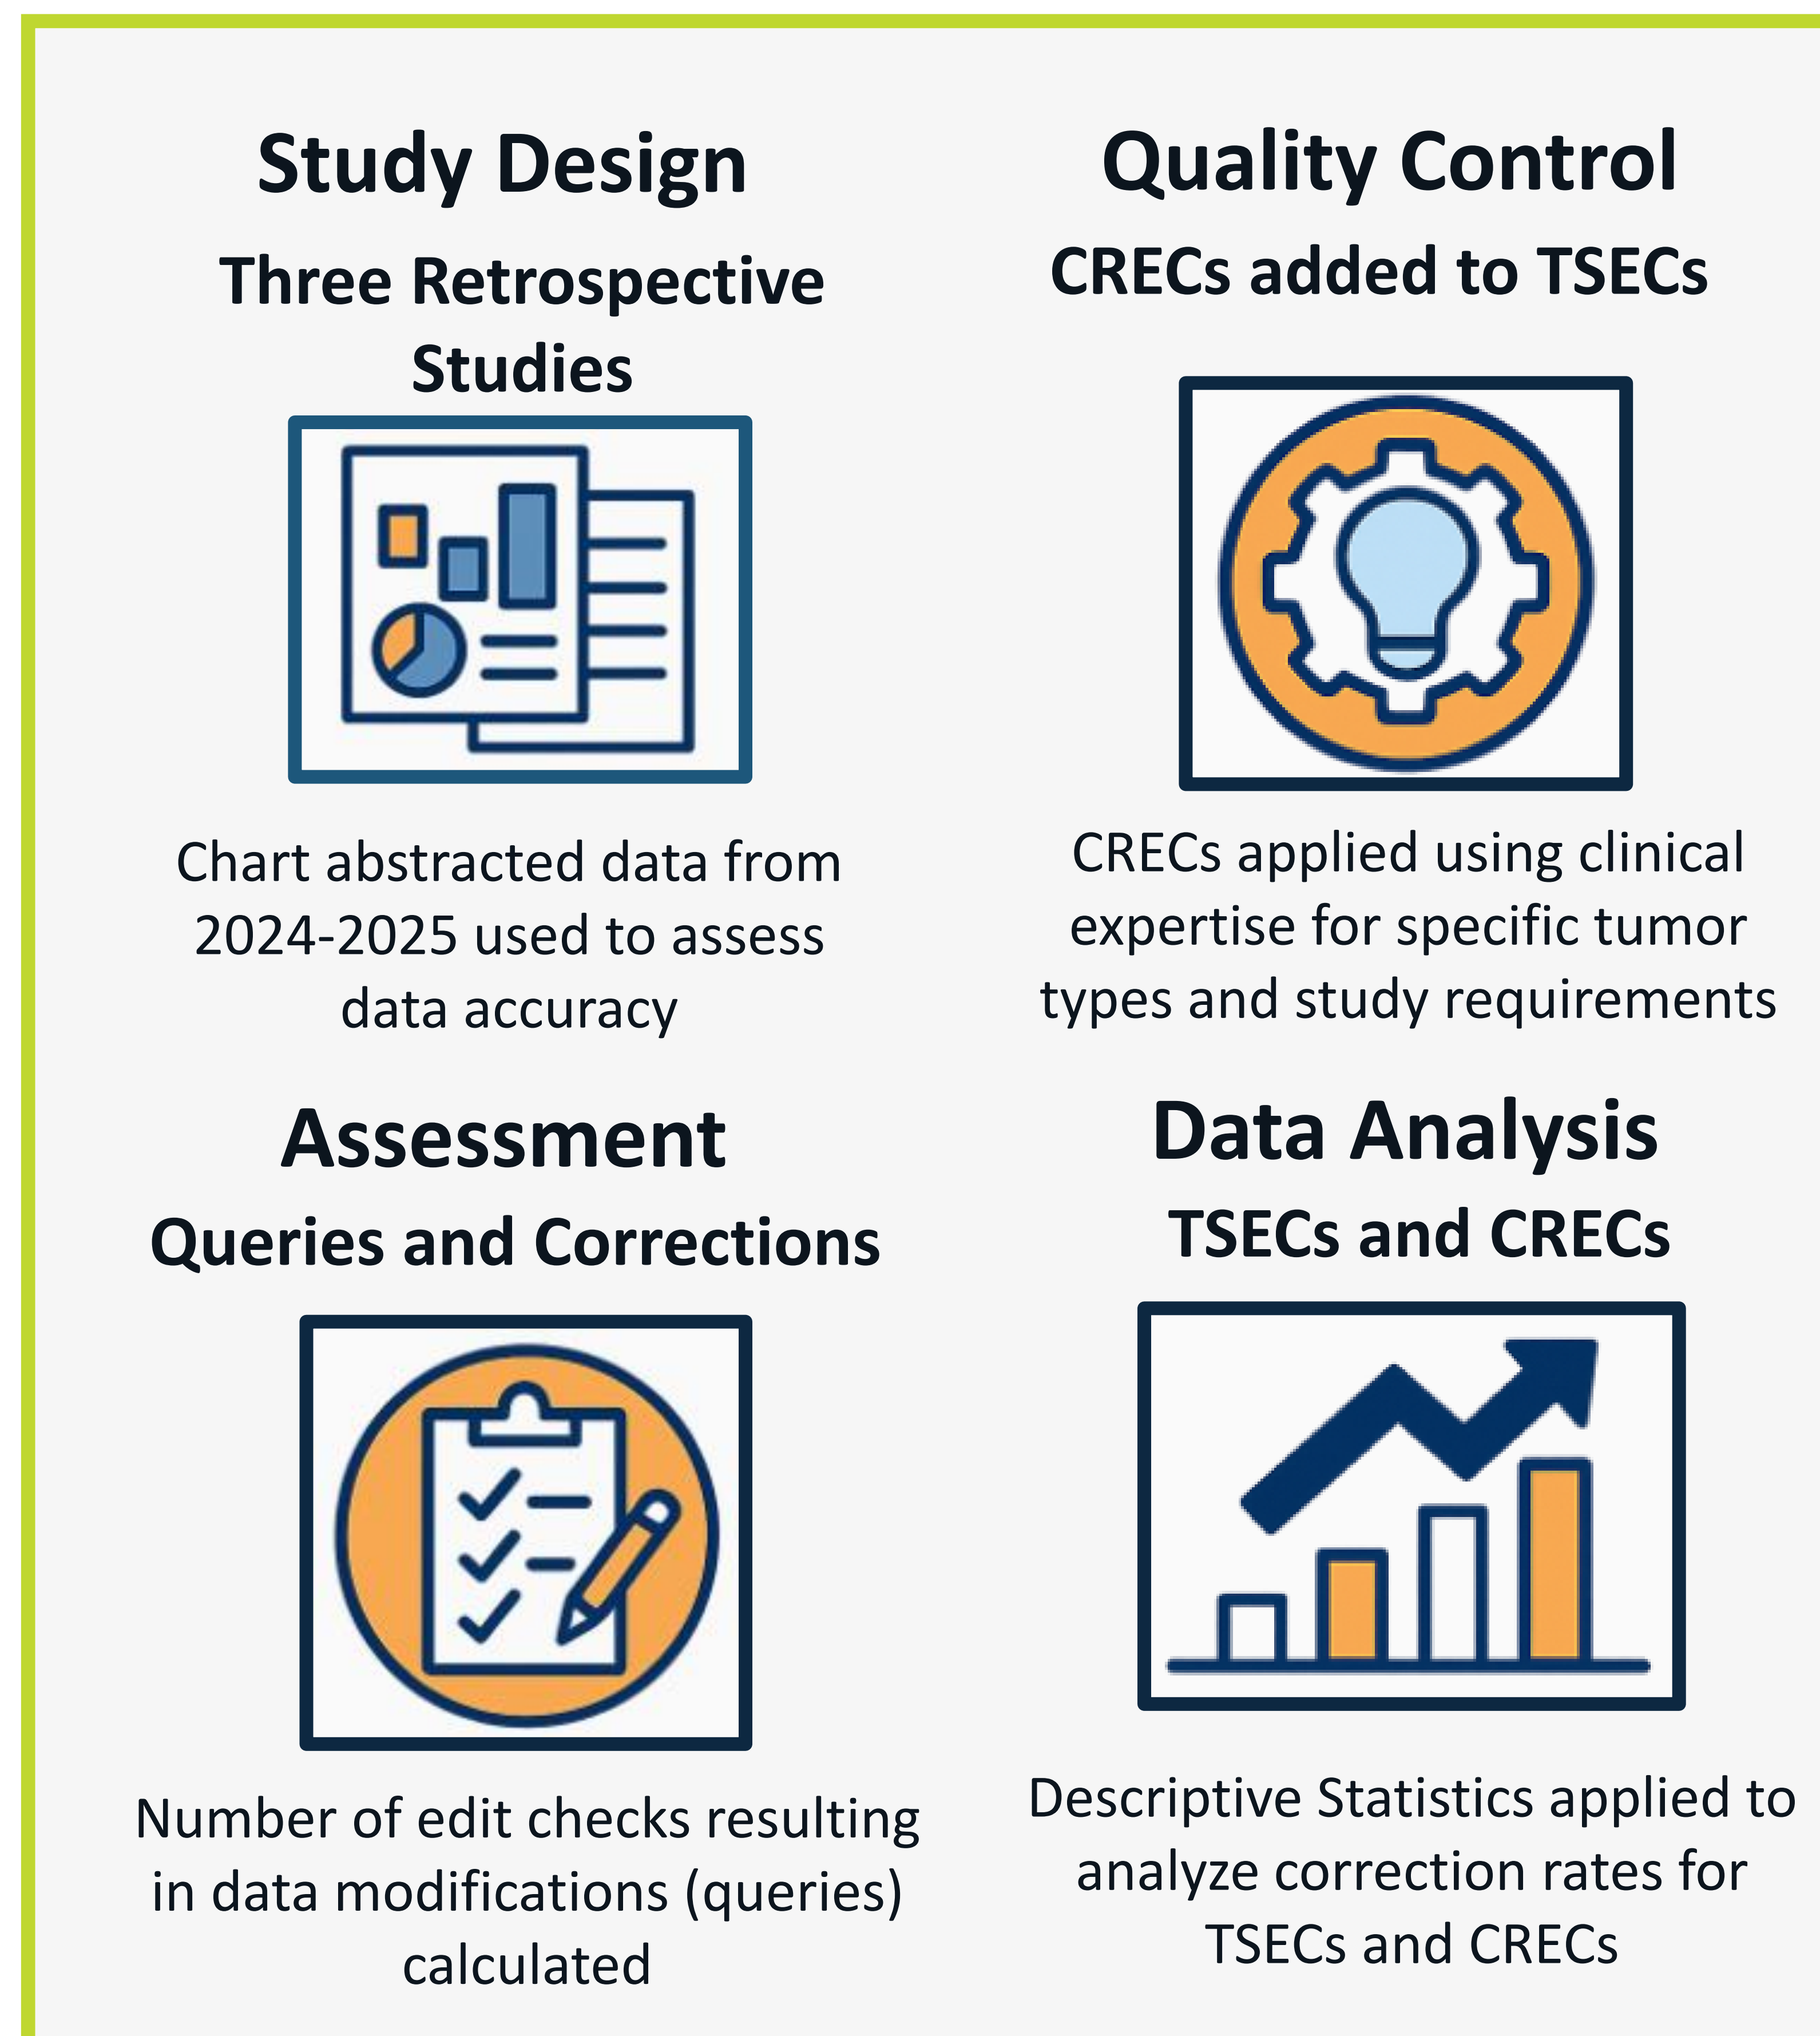 Study Design
Three Retrospective
Studies
Chart abstracted data from
2024-2025 used to assess
data accuracy
Quality Control
CRECs added to TSECs
CRECs applied using clinical
expertise for specific tumor
types and study requirements
Assessment
Queries and Corrections
Number of edit checks resulting
in data modifications (queries)
calculated
Data Analysis
TSECs and CRECs
Descriptive Statistics applied to
analyze correction rates for
TSECs and CRECs